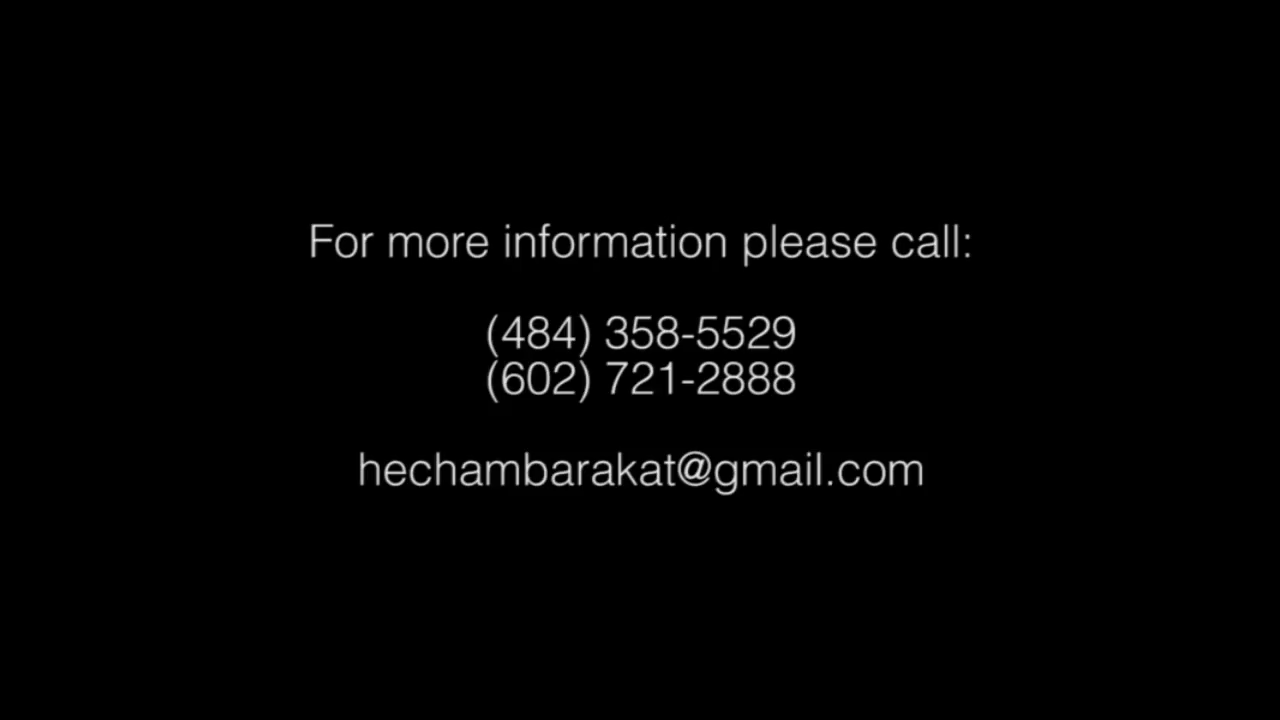 For more information please call:
(484) 358-5529
(602) 721-2888
hechambarakat@gmail.com